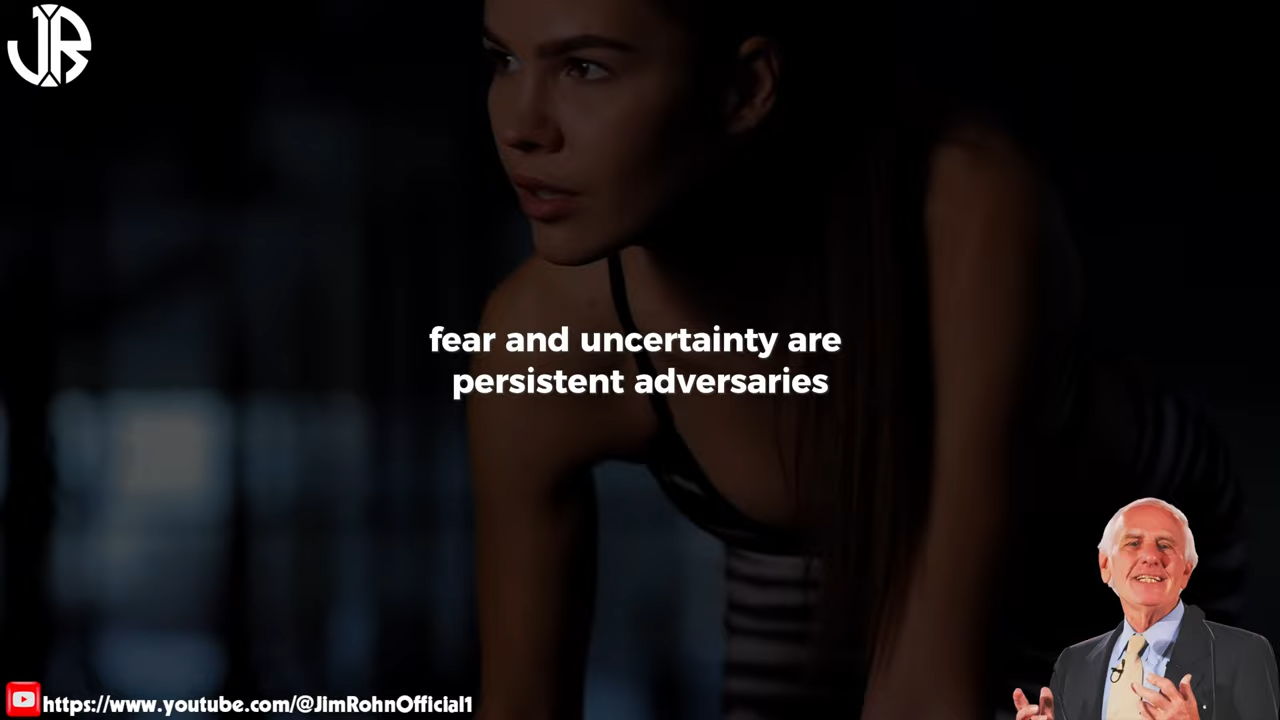 JR
fear and uncertainty are
persistent adversaries
https://www.youtube.com/@JimRohnOfficial1